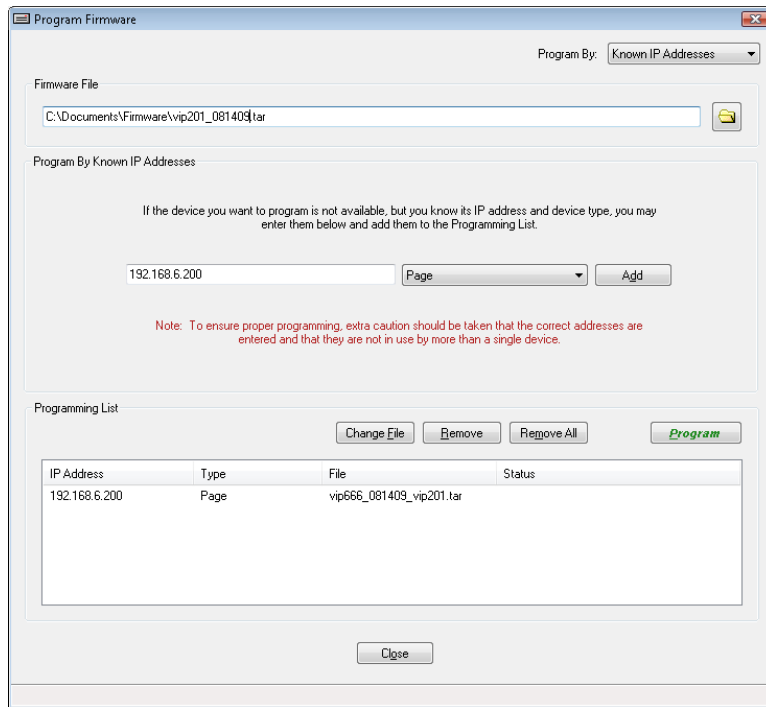 Program Firmware
Program By: Known IP Addresses
Firmware File
C:\Documents\Firmware\vip201_081409.tar
Program By Known IP Addresses
If the device you want to program is not available, but you know its IP address and device type, you may
enter them below and add them to the Programming List.
192.168.6.200 Page Add
Note: To ensure proper programming, extra caution should be taken that the correct addresses are
entered and that they are not in use by more than a single device.
Programming List
Change File Remove Remove All Program
IP Address Type File Status
192.168.6.200 Page vip666_081409_vip201.tar
Close